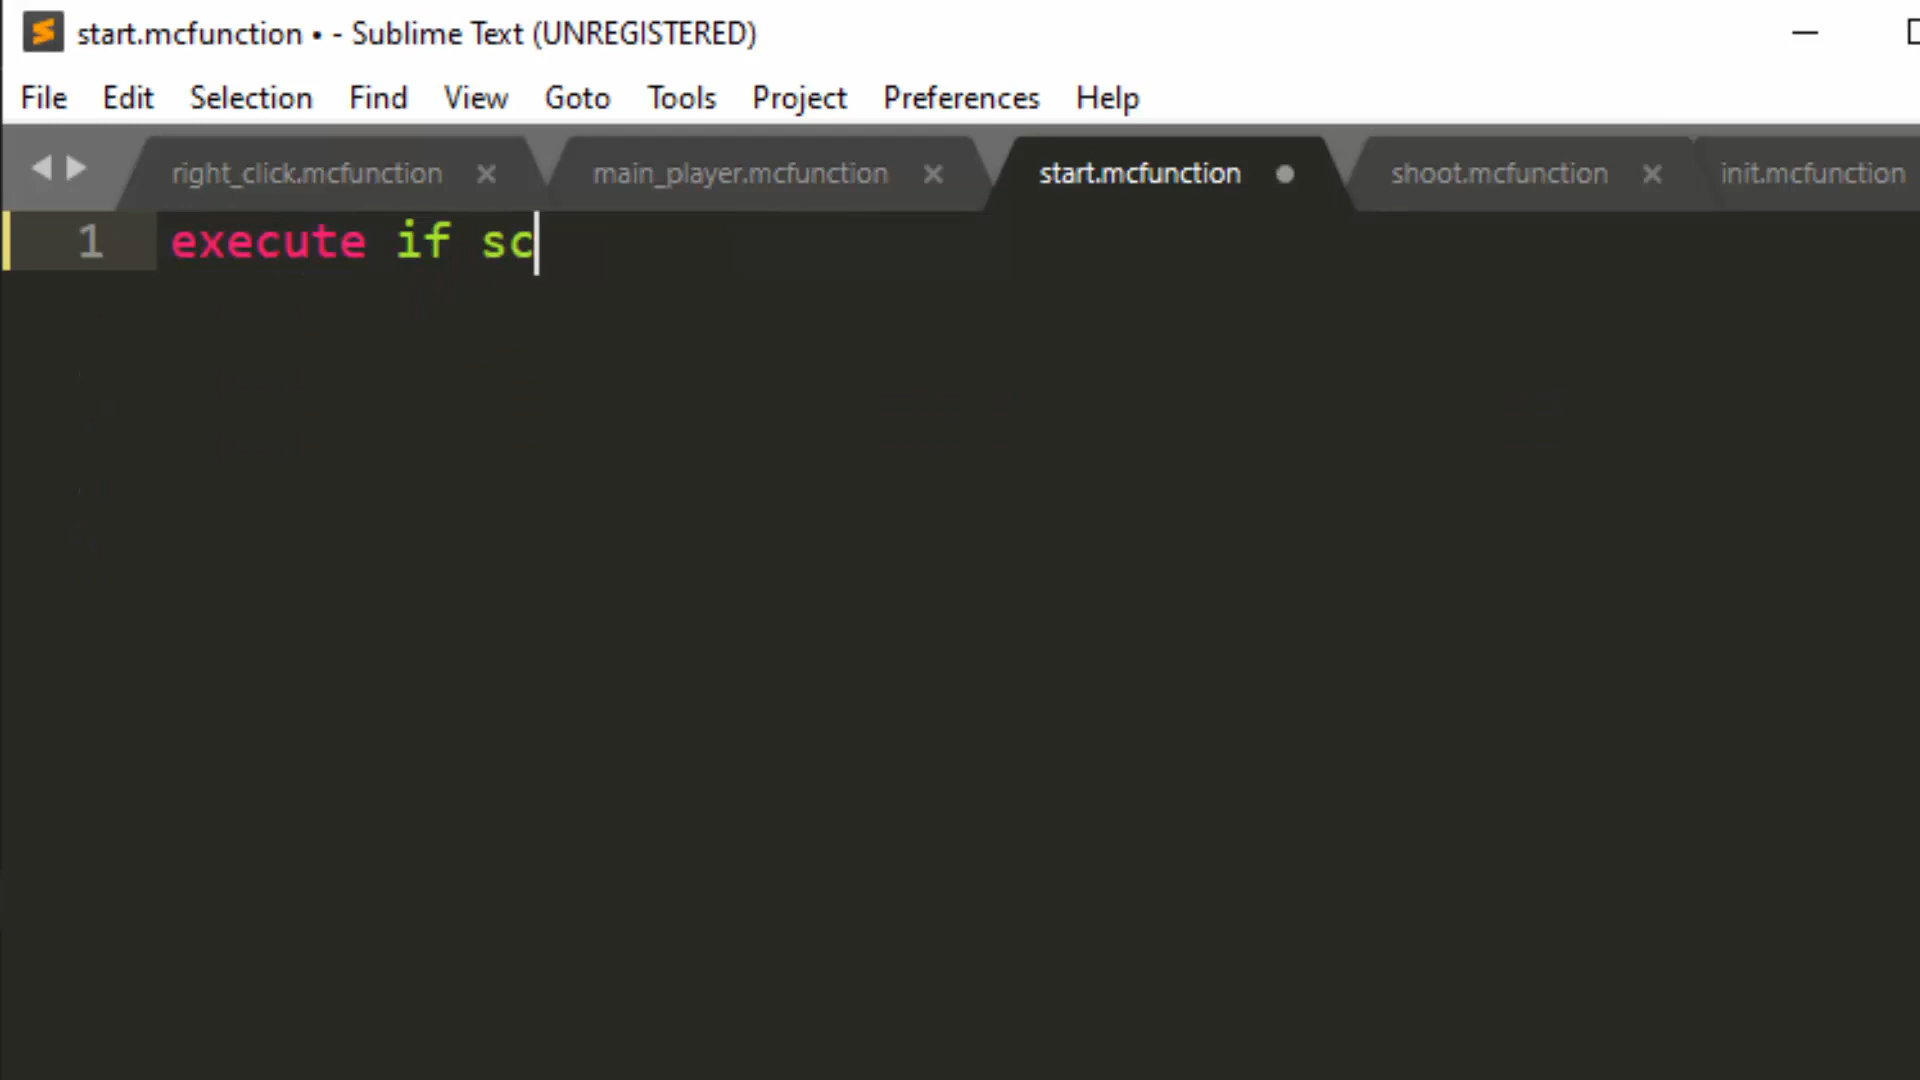 start.mcfunction • - Sublime Text (UNREGISTERED)
File Edit Selection Find View Goto Tools Project Preferences Help
right_click.mcfunction main_player.mcfunction start.mcfunction shoot.mcfunction init.mcfunction
1 execute if sc